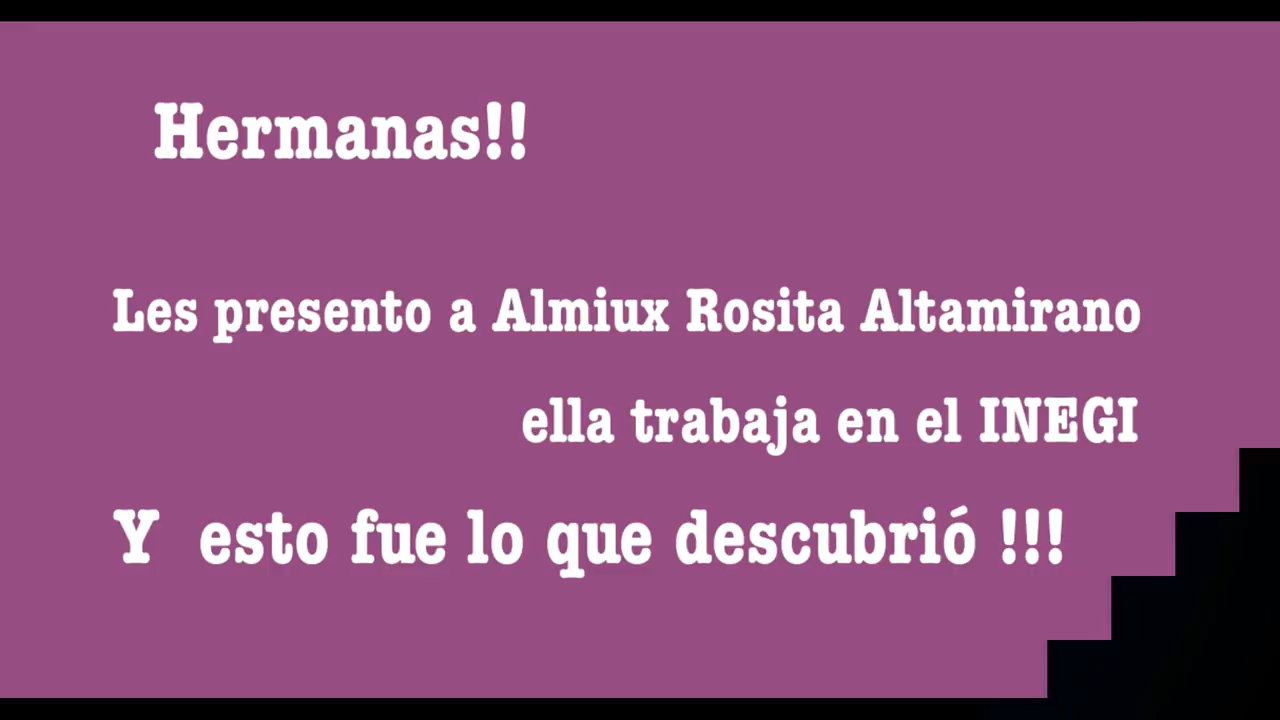 Hermanas!!
Les presento a Almiux Rosita Altamirano
ella trabaja en el INEGI
Y esto fue lo que descubrió !!!